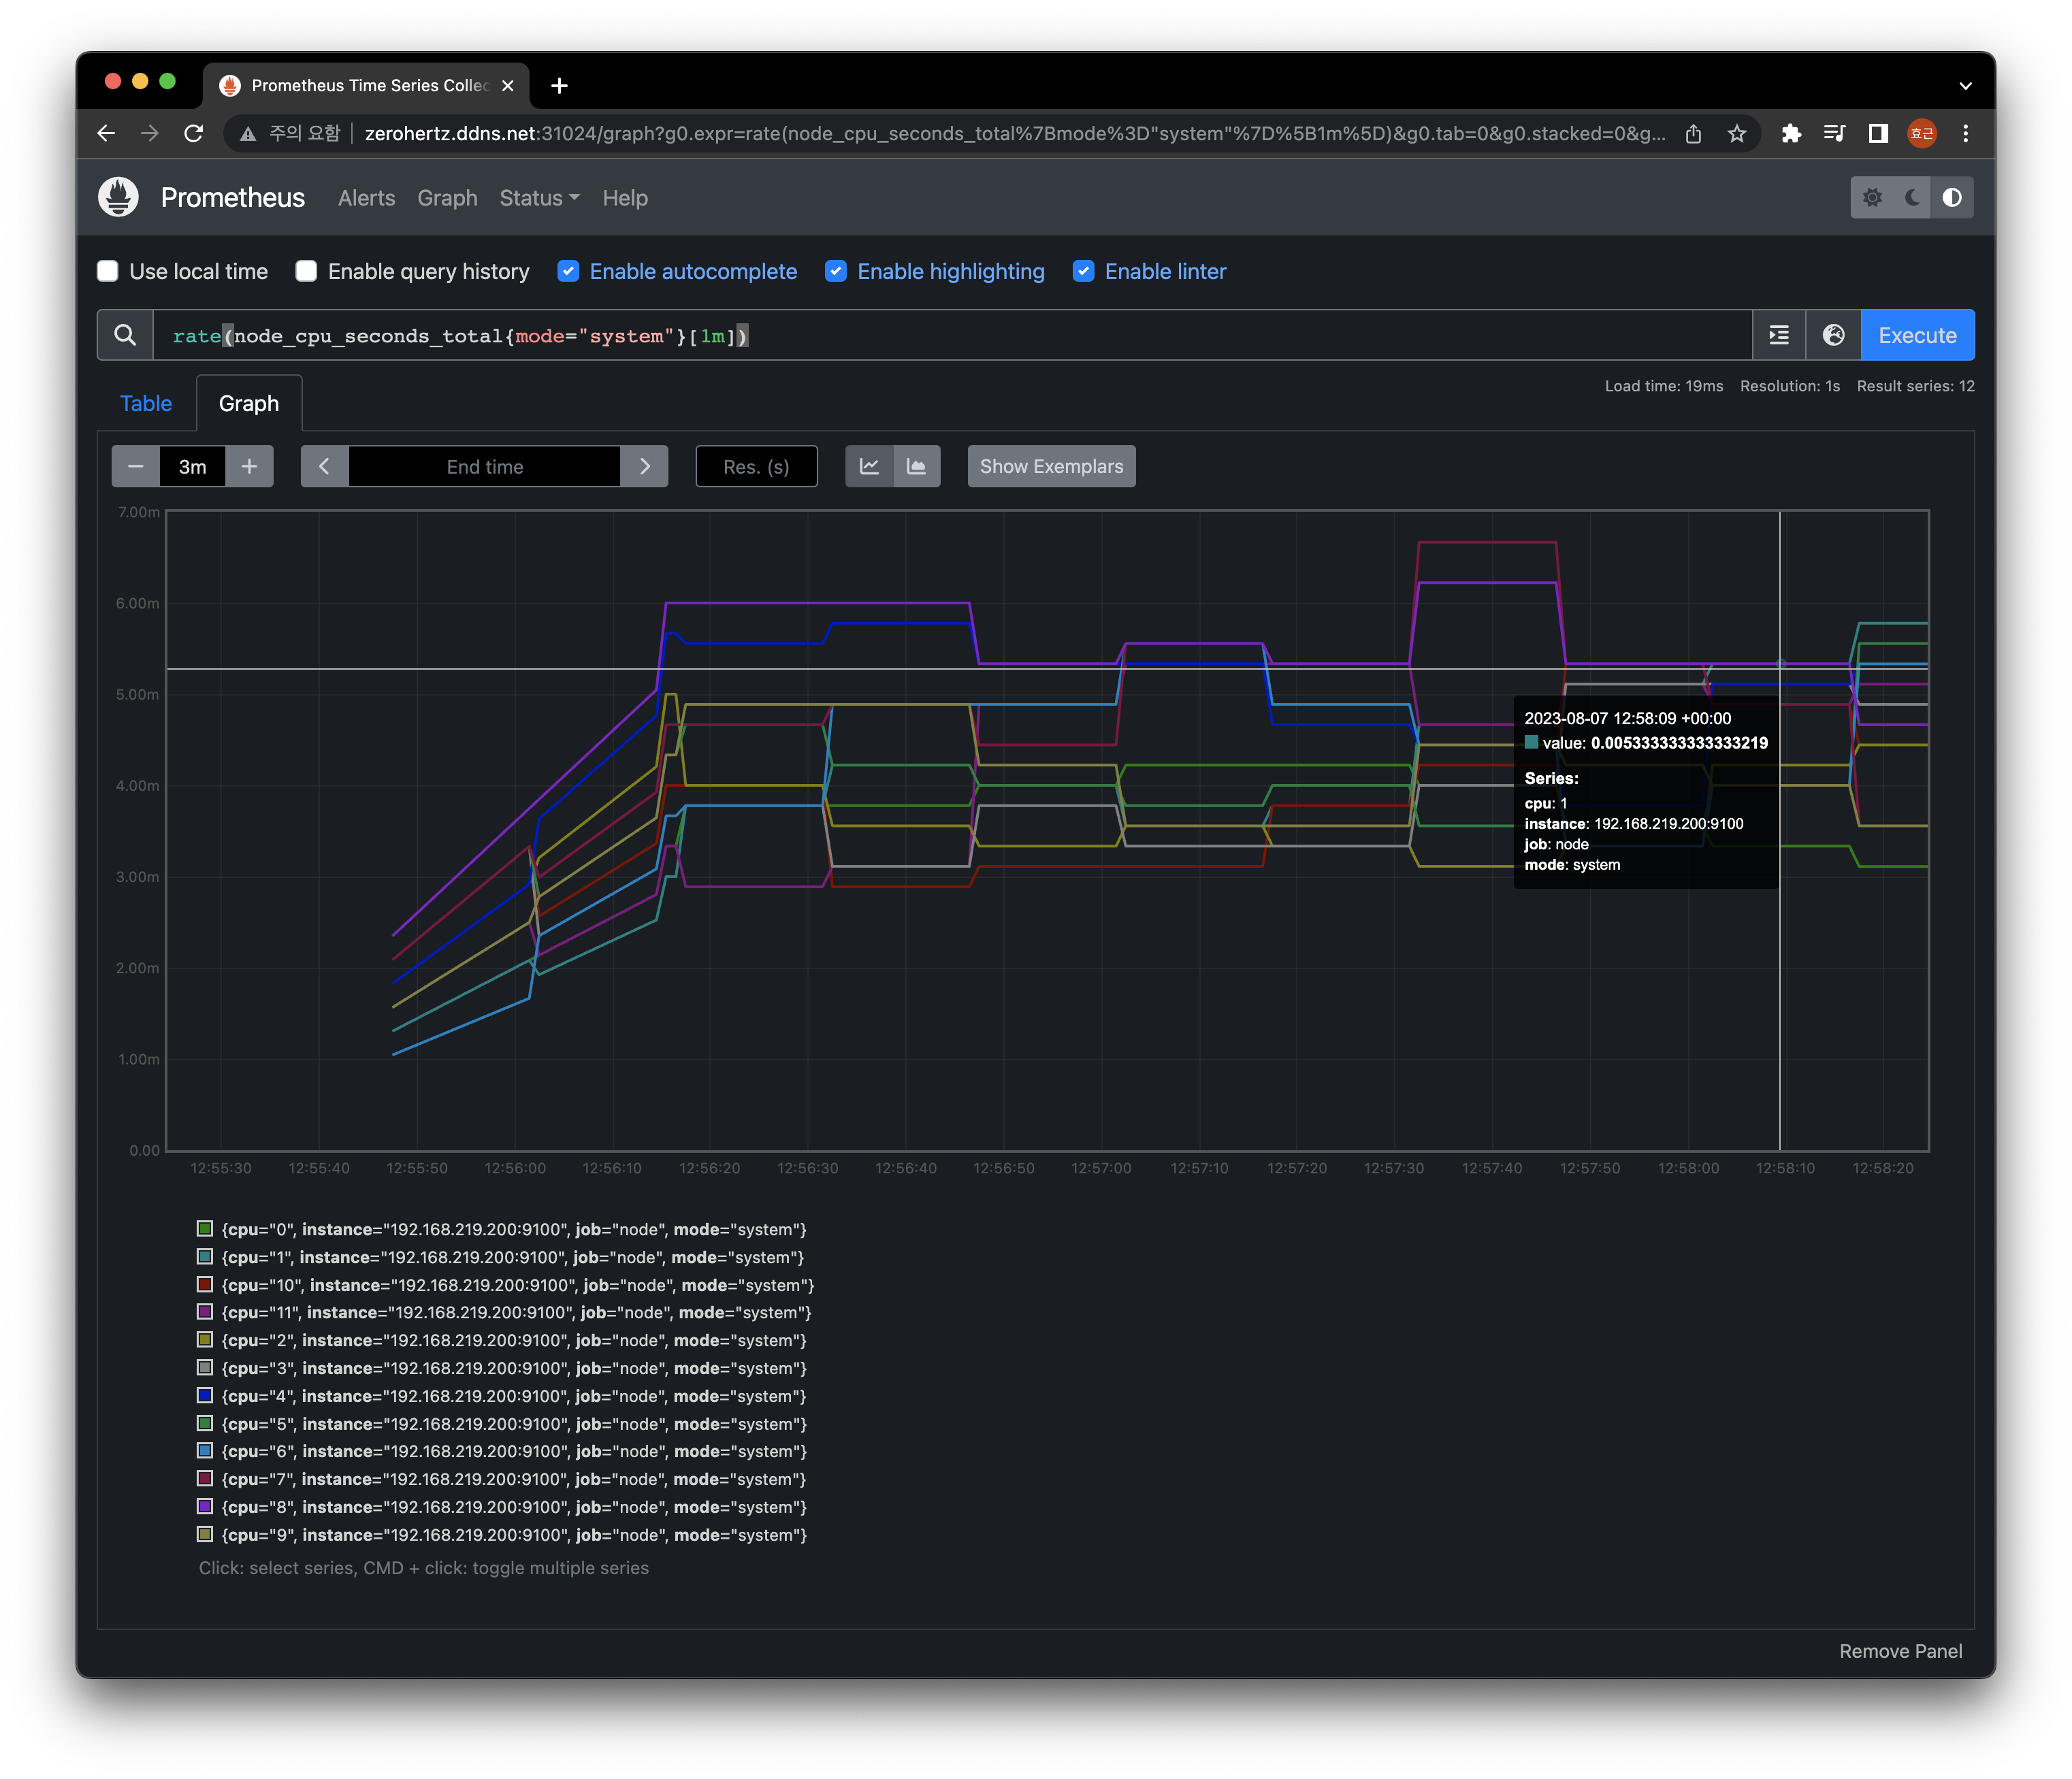 Prometheus Time Series Collec
주의 요함 zerohertz.ddns.net:31024/graph?g0.expr=rate(node_cpu_seconds_total%7Bmode%3D"system"%7D%5B1m%5D)&g0.tab=0&g0.stacked=0&g... 효근
Prometheus Alerts Graph Status Help
Use local time Enable query history Enable autocomplete Enable highlighting Enable linter
rate(node_cpu_seconds_total{mode="system"}[1m]) Execute
Load time: 19ms Resolution: 1s Result series: 12
Table Graph
3m End time Res. (s) Show Exemplars
7.00m
6.00m
5.00m
4.00m
3.00m
2.00m
1.00m
0.00
2023-08-07 12:58:09 +00:00
value: 0.005333333333333219
Series:
cpu: 1
instance: 192.168.219.200:9100
job: node
mode: system
12:55:30 12:55:40 12:55:50 12:56:00 12:56:10 12:56:20 12:56:30 12:56:40 12:56:50 12:57:00 12:57:10 12:57:20 12:57:30 12:57:40 12:57:50 12:58:00 12:58:10 12:58:20
{cpu="0", instance="192.168.219.200:9100", job="node", mode="system"}
{cpu="1", instance="192.168.219.200:9100", job="node", mode="system"}
{cpu="10", instance="192.168.219.200:9100", job="node", mode="system"}
{cpu="11", instance="192.168.219.200:9100", job="node", mode="system"}
{cpu="2", instance="192.168.219.200:9100", job="node", mode="system"}
{cpu="3", instance="192.168.219.200:9100", job="node", mode="system"}
{cpu="4", instance="192.168.219.200:9100", job="node", mode="system"}
{cpu="5", instance="192.168.219.200:9100", job="node", mode="system"}
{cpu="6", instance="192.168.219.200:9100", job="node", mode="system"}
{cpu="7", instance="192.168.219.200:9100", job="node", mode="system"}
{cpu="8", instance="192.168.219.200:9100", job="node", mode="system"}
{cpu="9", instance="192.168.219.200:9100", job="node", mode="system"}
Click: select series, CMD + click: toggle multiple series
Remove Panel